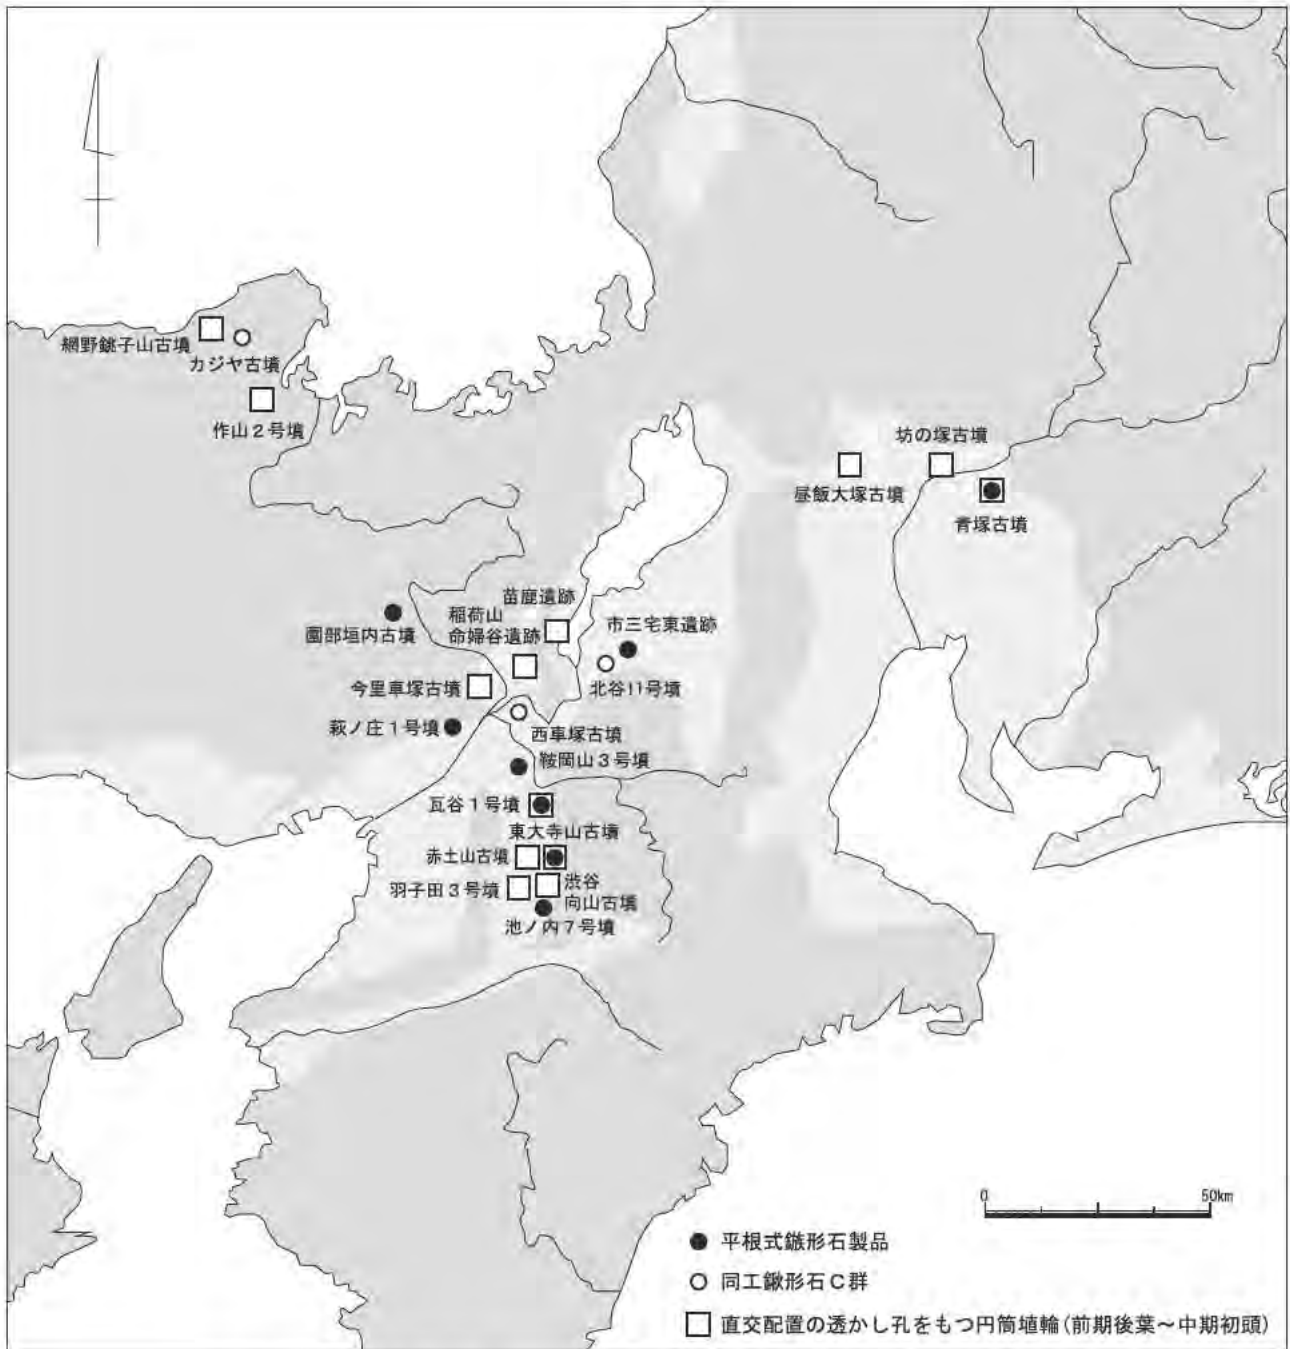 網野銚子山古墳
カジヤ古墳
作山２号墳
坊の塚古墳
昼飯大塚古墳
青塚古墳
苗鹿遺跡
稲荷山
命婦谷遺跡
市三宅東遺跡
園部垣内古墳
今里車塚古墳
北谷11号墳
萩ノ庄１号墳
西車塚古墳
鞍岡山３号墳
瓦谷１号墳
東大寺山古墳
赤土山古墳
羽子田３号墳
渋谷
向山古墳
池ノ内７号墳
0 50km
平根式鏃形石製品
同工鍬形石Ｃ群
直交配置の透かし孔をもつ円筒埴輪(前期後葉～中期初頭)